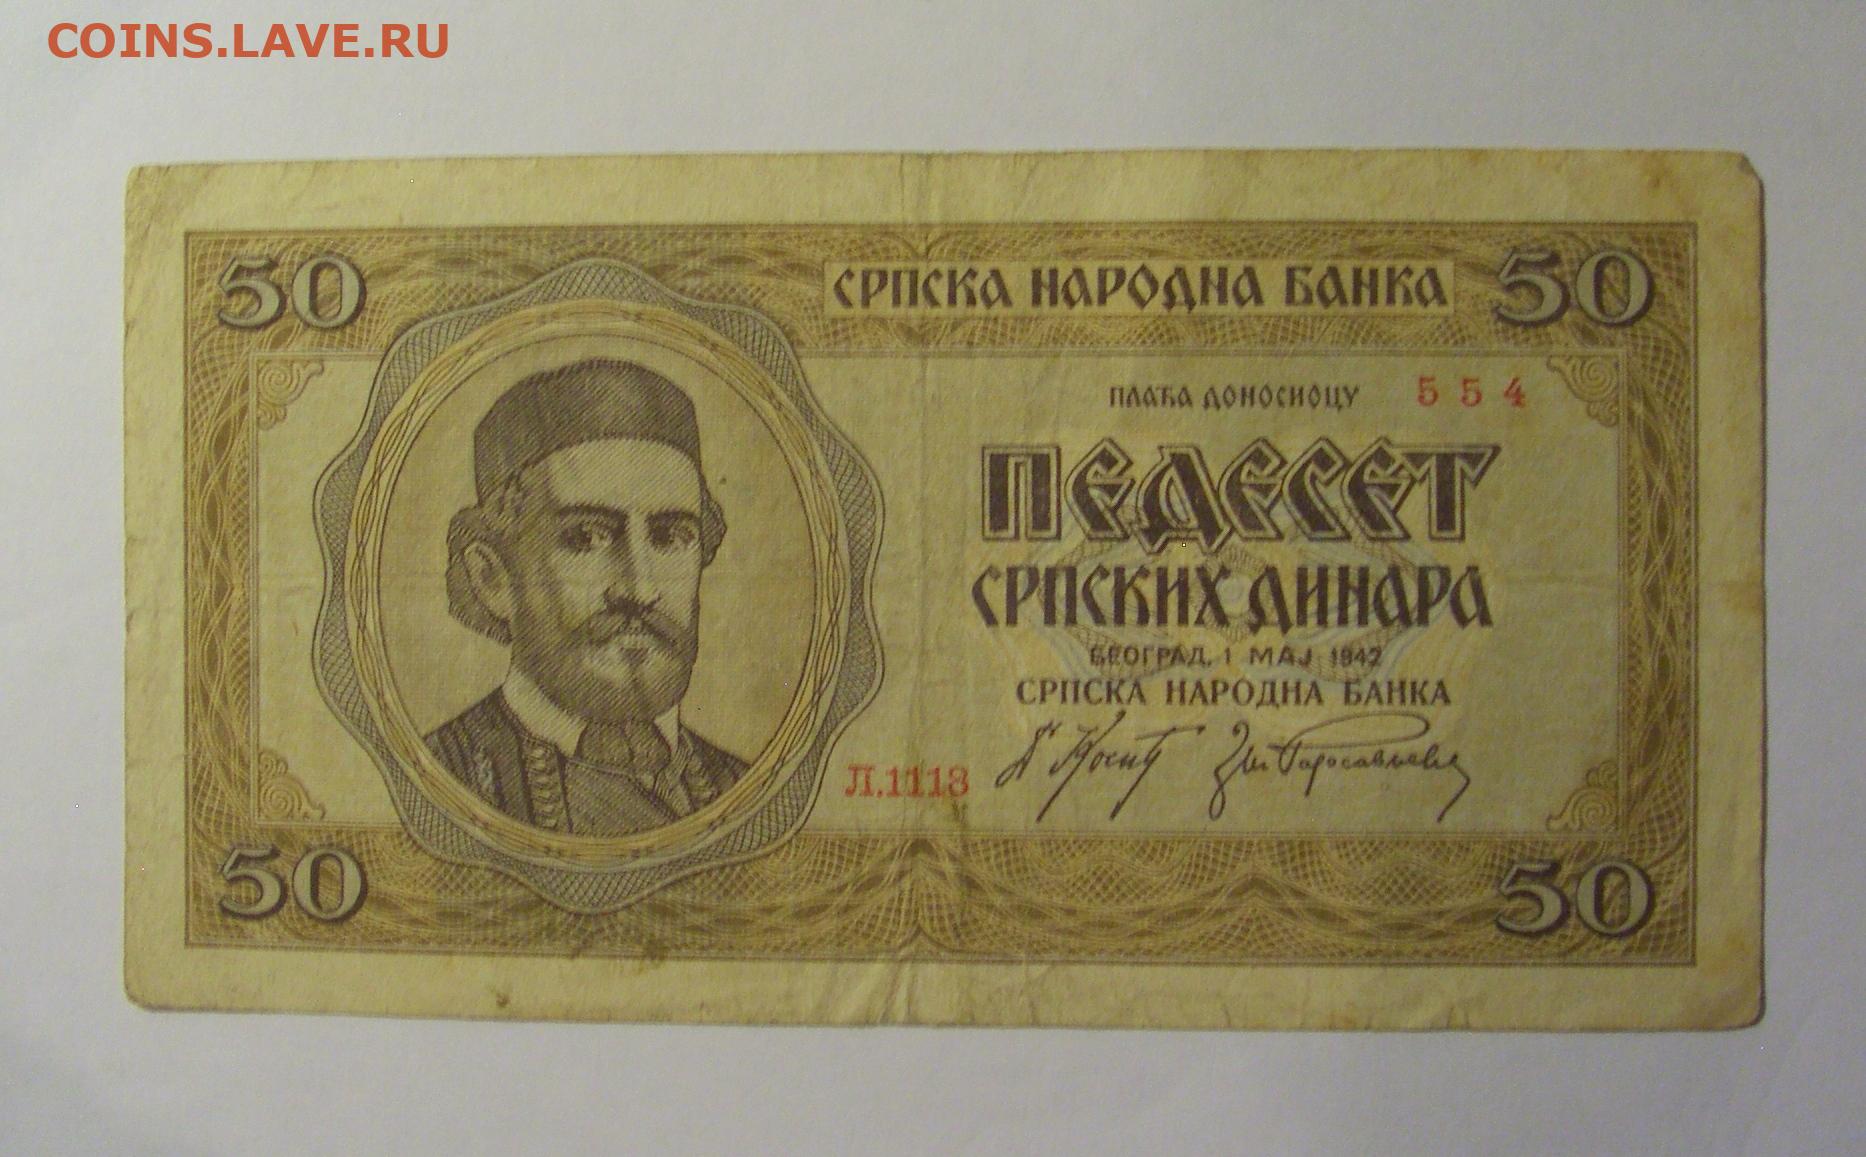 COINS.LAVE.RU
50
СРПСКА НАРОДНА БАНКА
50
ПЛАЋА ДОНОСИОЦУ 554
ПЕДЕСЕТ
СРПСКИХ ДИНАРА
БЕОГРАД, 1 МАЈ 1942
СРПСКА НАРОДНА БАНКА
Л.1118
50
50